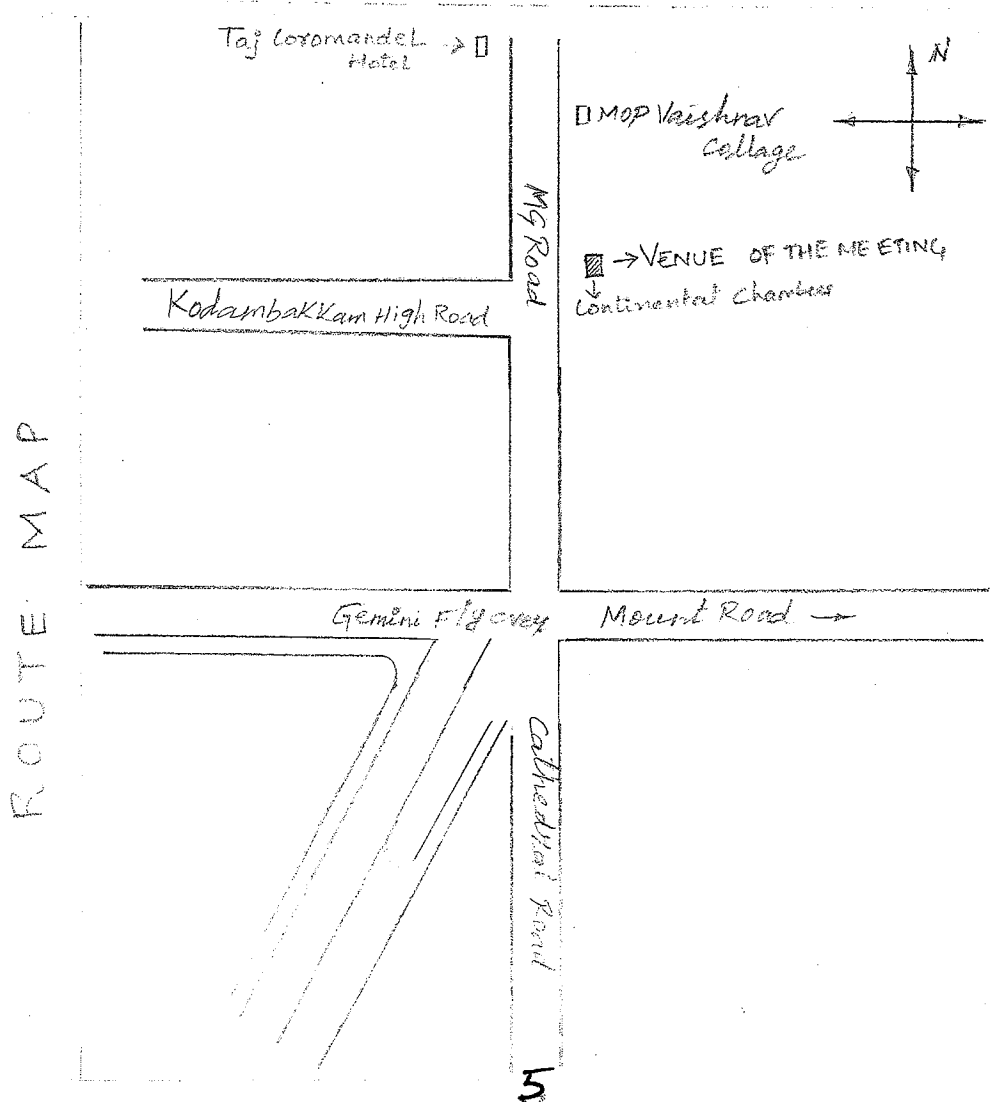 Taj Coromandel
Hotel
N
MOP Vaishnav
Collage
MG Road
VENUE OF THE MEETING
Continental Chambers
Kodambakkam High Road
ROUTE MAP
Gemini Flyover
Mount Road
Cathedral Road
5